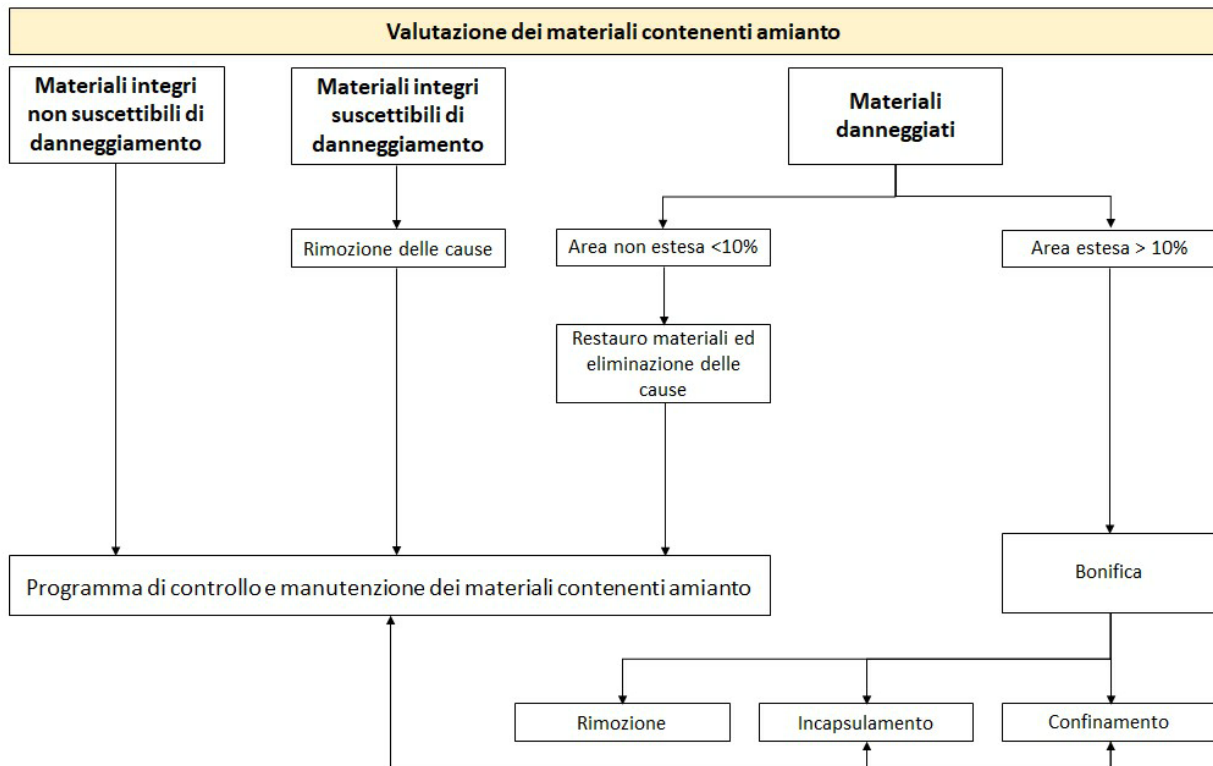 Valutazione dei materiali contenenti amianto
Materiali integri
non suscettibili di
danneggiamento
Materiali integri
suscettibili di
danneggiamento
Materiali
danneggiati
Rimozione delle cause
Area non estesa <10%
Area estesa > 10%
Restauro materiali ed
eliminazione delle
cause
Programma di controllo e manutenzione dei materiali contenenti amianto
Bonifica
Rimozione
Incapsulamento
Confinamento